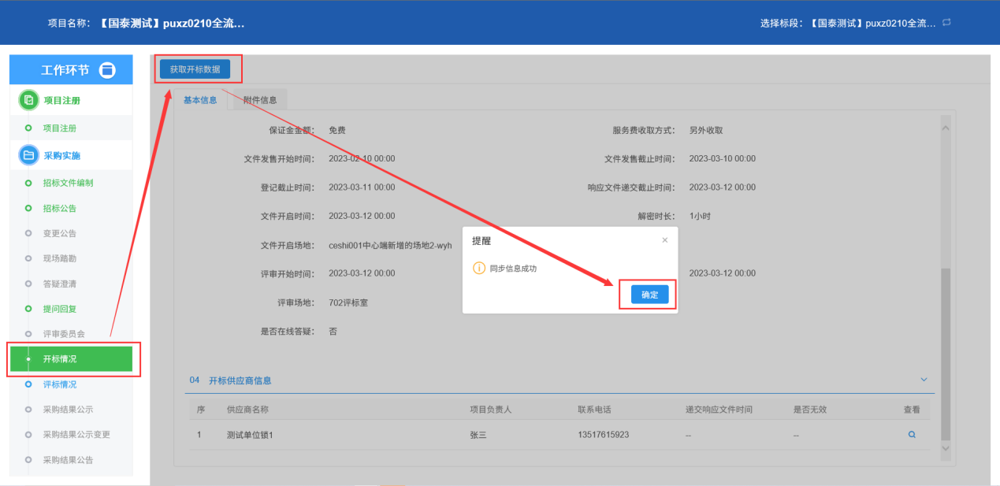 项目名称：【国泰测试】puxz0210全流...
选择标段：【国泰测试】puxz0210全流...
工作环节
项目注册
项目注册
采购实施
招标文件编制
招标公告
变更公告
现场踏勘
答疑澄清
提问回复
评审委员会
开标情况
评标情况
采购结果公示
采购结果公示变更
采购结果公告
获取开标数据
基本信息 附件信息
保证金金额： 免费 服务费收取方式： 另外收取
文件发售开始时间： 2023-02-10 00:00 文件发售截止时间： 2023-03-10 00:00
登记截止时间： 2023-03-11 00:00 响应文件递交截止时间： 2023-03-12 00:00
文件开启时间： 2023-03-12 00:00 解密时长： 1小时
文件开启场地： ceshi001中心端新增的场地2-wyh
评审开始时间： 2023-03-12 00:00 2023-03-12 00:00
评审场地： 702评标室
是否在线答疑： 否
提醒 ×
同步信息成功
确定
04 开标供应商信息
序 供应商名称 项目负责人 联系电话 递交响应文件时间 是否无效 查看
1 测试单位锁1 张三 13517615923 -- --